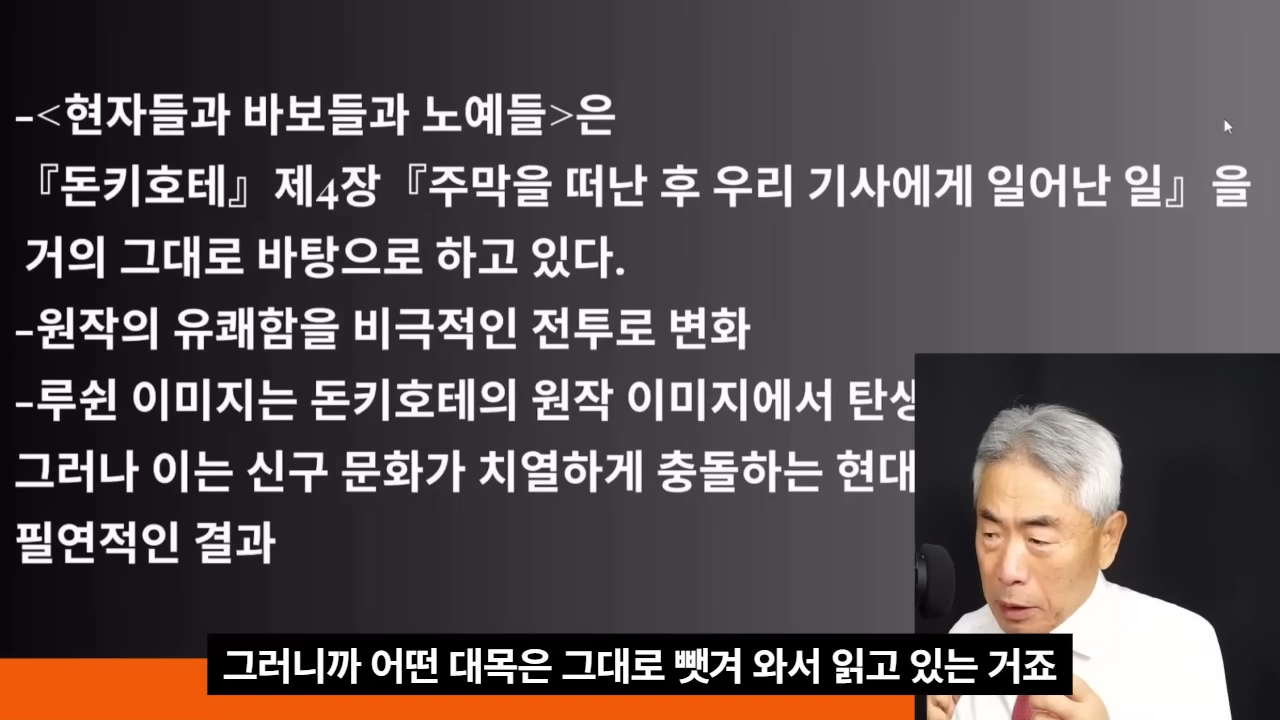 -<현자들과 바보들과 노예들>은
『돈키호테』 제4장 『주막을 떠난 후 우리 기사에게 일어난 일』 을
거의 그대로 바탕으로 하고 있다.
-원작의 유쾌함을 비극적인 전투로 변화
-루쉰 이미지는 돈키호테의 원작 이미지에서
그러나 이는 신구 문화가 치열하게 충돌하는 현대
필연적인 결과
그러니까 어떤 대목은 그대로 뺏겨 와서 읽고 있는 거죠